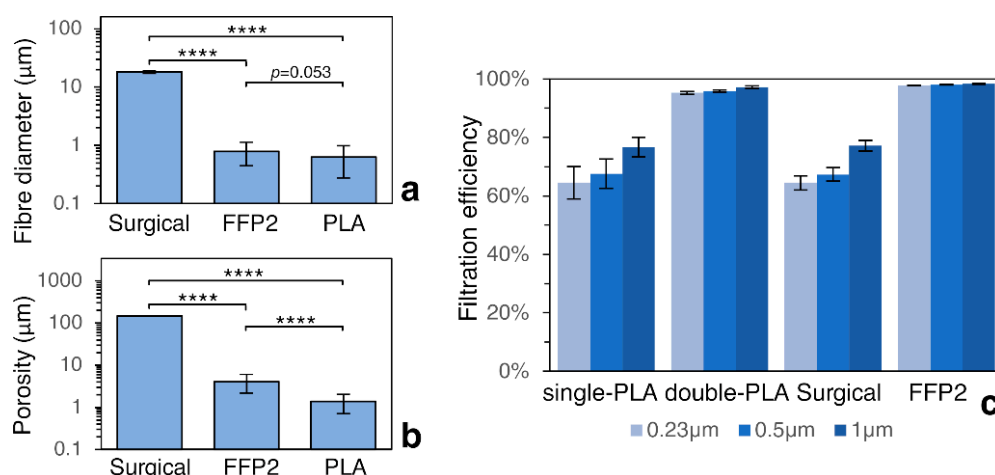 Fibre diameter (µm)
100
10
1
0.1
****
****
p=0.053
Surgical FFP2 PLA
a
Porosity (µm)
1000
100
10
1
0.1
****
****
****
Surgical FFP2 PLA
b
Filtration efficiency
100%
80%
60%
40%
20%
0%
single-PLA double-PLA Surgical FFP2
0.23µm 0.5µm 1µm
c